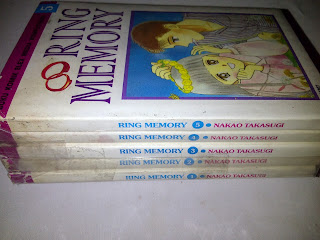 5
RING
MEMORY
RING MEMORY 5 • NAKAO TAKASUGI
RING MEMORY 4 • NAKAO TAKASUGI
RING MEMORY 3 • NAKAO TAKASUGI
RING MEMORY 2 • NAKAO TAKASUGI
RING MEMORY 1 • NAKAO TAKASUGI